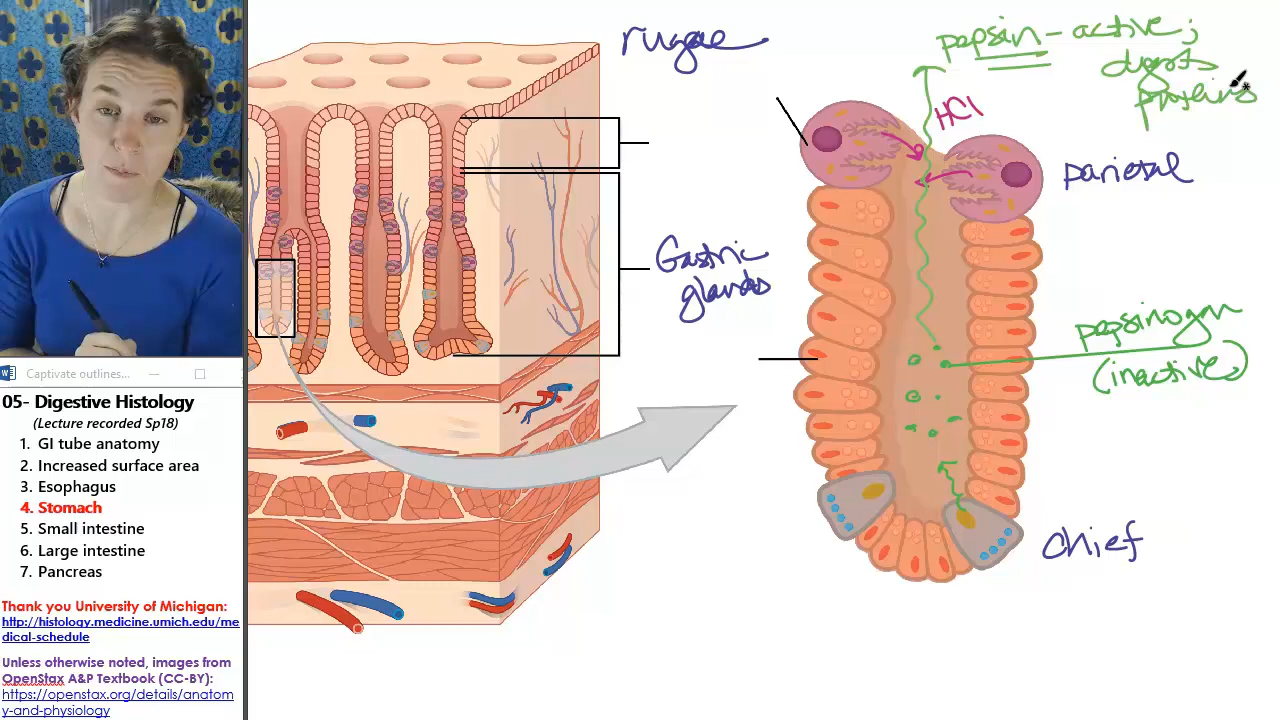 rugae
pepsin - active;
digests
proteins
HCl
parietal
Gastric
glands
pepsinogen
(inactive)
chief
Captivate outlines...
05- Digestive Histology
(Lecture recorded Sp18)
1. GI tube anatomy
2. Increased surface area
3. Esophagus
4. Stomach
5. Small intestine
6. Large intestine
7. Pancreas
Thank you University of Michigan:
http://histology.medicine.umich.edu/me
dical-schedule
Unless otherwise noted, images from
OpenStax A&P Textbook (CC-BY):
https://openstax.org/details/anatom
y-and-physiology